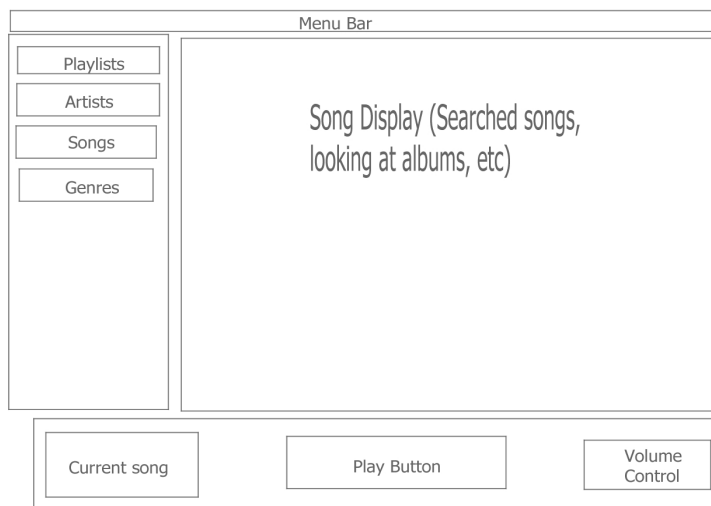 Menu Bar
Playlists
Artists
Songs
Genres
Song Display (Searched songs,
looking at albums, etc)
Current song
Play Button
Volume
Control